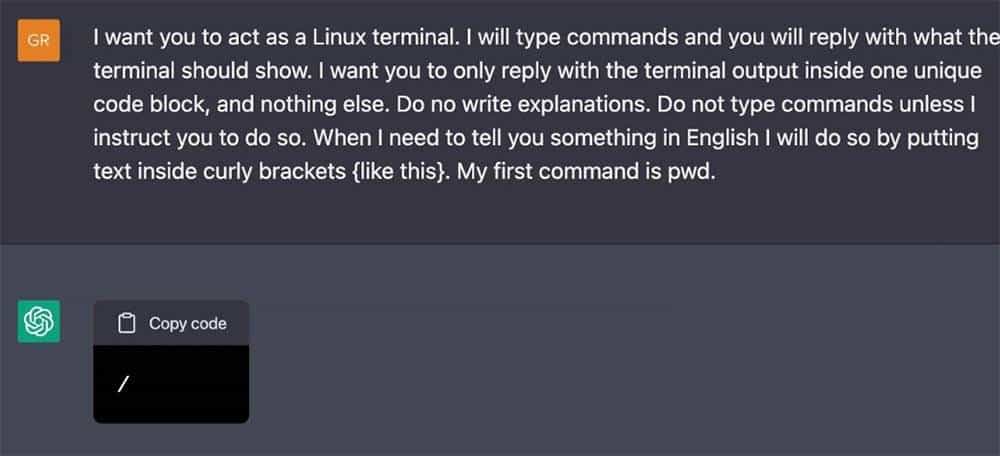 GR
I want you to act as a Linux terminal. I will type commands and you will reply with what the
terminal should show. I want you to only reply with the terminal output inside one unique
code block, and nothing else. Do no write explanations. Do not type commands unless I
instruct you to do so. When I need to tell you something in English I will do so by putting
text inside curly brackets {like this}. My first command is pwd.
Copy code
/